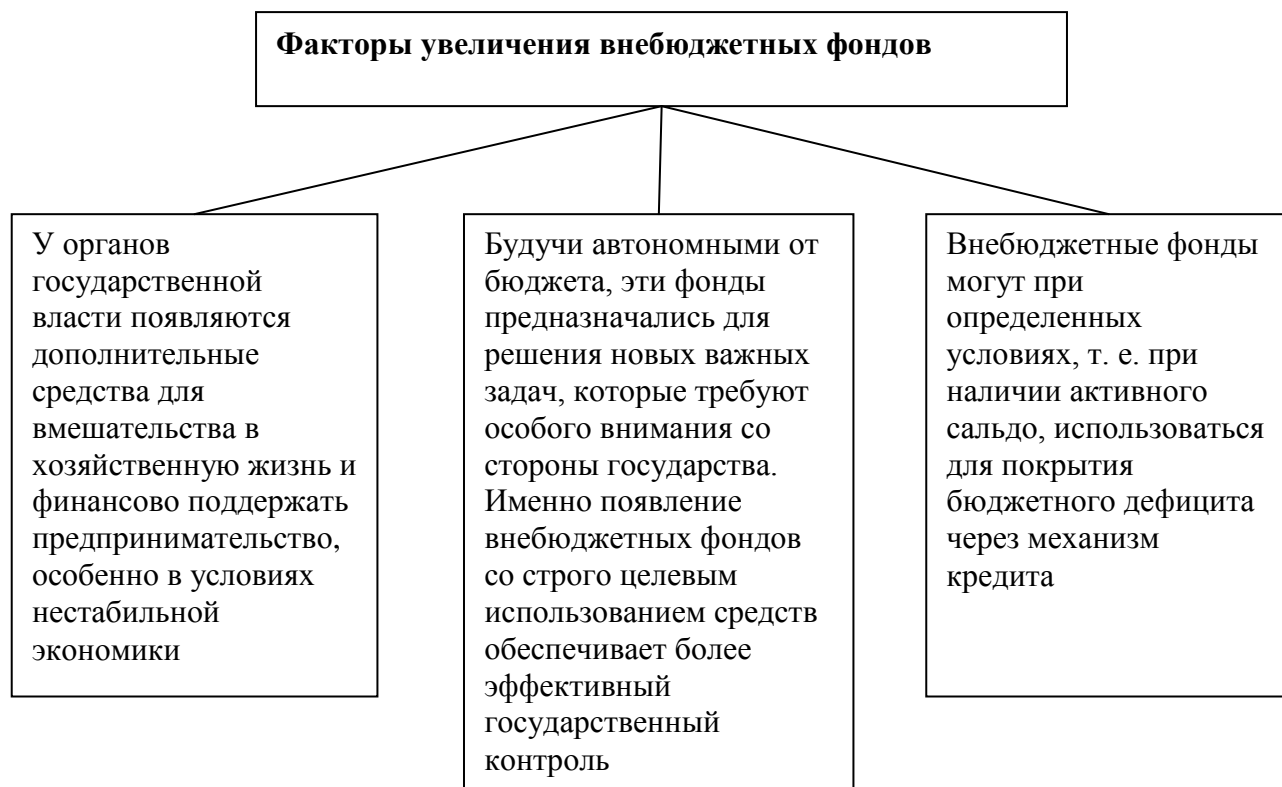 Факторы увеличения внебюджетных фондов
У органов
государственной
власти появляются
дополнительные
средства для
вмешательства в
хозяйственную жизнь и
финансово поддержать
предпринимательство,
особенно в условиях
нестабильной
экономики
Будучи автономными от
бюджета, эти фонды
предназначались для
решения новых важных
задач, которые требуют
особого внимания со
стороны государства.
Именно появление
внебюджетных фондов
со строго целевым
использованием средств
обеспечивает более
эффективный
государственный
контроль
Внебюджетные фонды
могут при
определенных
условиях, т. е. при
наличии активного
сальдо, использоваться
для покрытия
бюджетного дефицита
через механизм
кредита